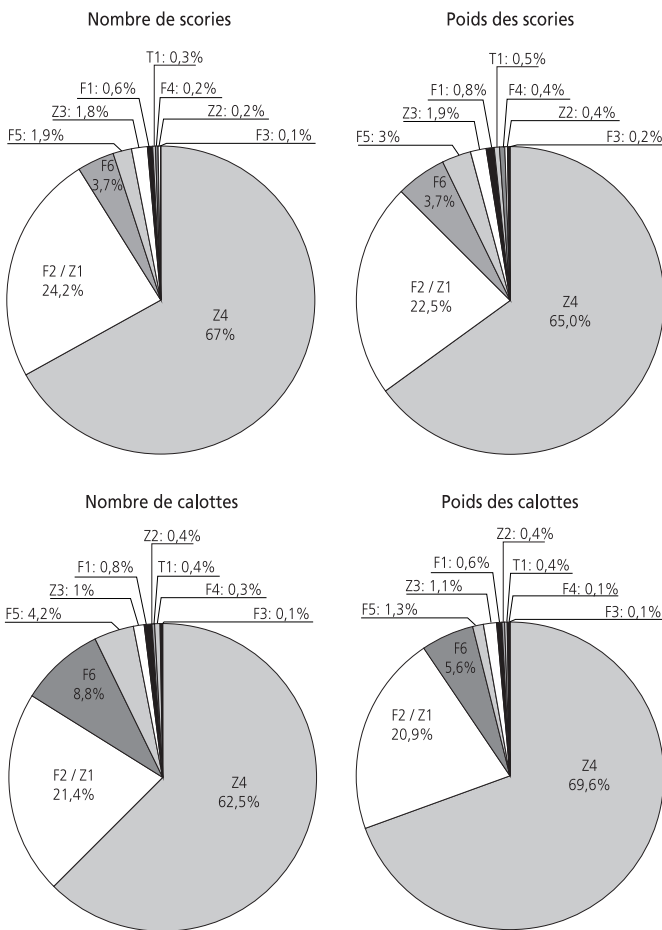 Nombre de scories
T1: 0,3%
F1: 0,6%
F4: 0,2%
Z3: 1,8%
Z2: 0,2%
F5: 1,9%
F3: 0,1%
F6
3,7%
F2 / Z1
24,2%
Z4
67%
Poids des scories
T1: 0,5%
F1: 0,8%
F4: 0,4%
Z3: 1,9%
Z2: 0,4%
F5: 3%
F3: 0,2%
F6
3,7%
F2 / Z1
22,5%
Z4
65,0%
Nombre de calottes
Z2: 0,4%
F1: 0,8%
T1: 0,4%
Z3: 1%
F4: 0,3%
F5: 4,2%
F3: 0,1%
F6
8,8%
F2 / Z1
21,4%
Z4
62,5%
Poids des calottes
Z2: 0,4%
F1: 0,6%
T1: 0,4%
Z3: 1,1%
F4: 0,1%
F5: 1,3%
F3: 0,1%
F6
5,6%
F2 / Z1
20,9%
Z4
69,6%